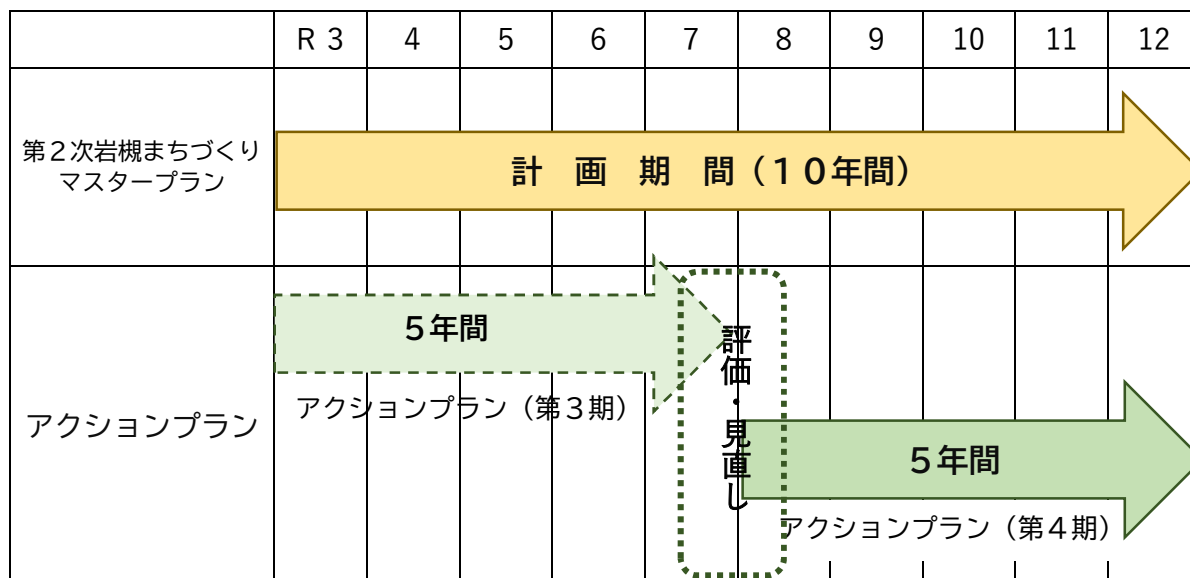 R 3 4 5 6 7 8 9 10 11 12
第2次岩槻まちづくり
マスタープラン
計 画 期 間（１０年間）
アクションプラン
５年間
アクションプラン（第３期）
評価・見直し
５年間
アクションプラン（第４期）